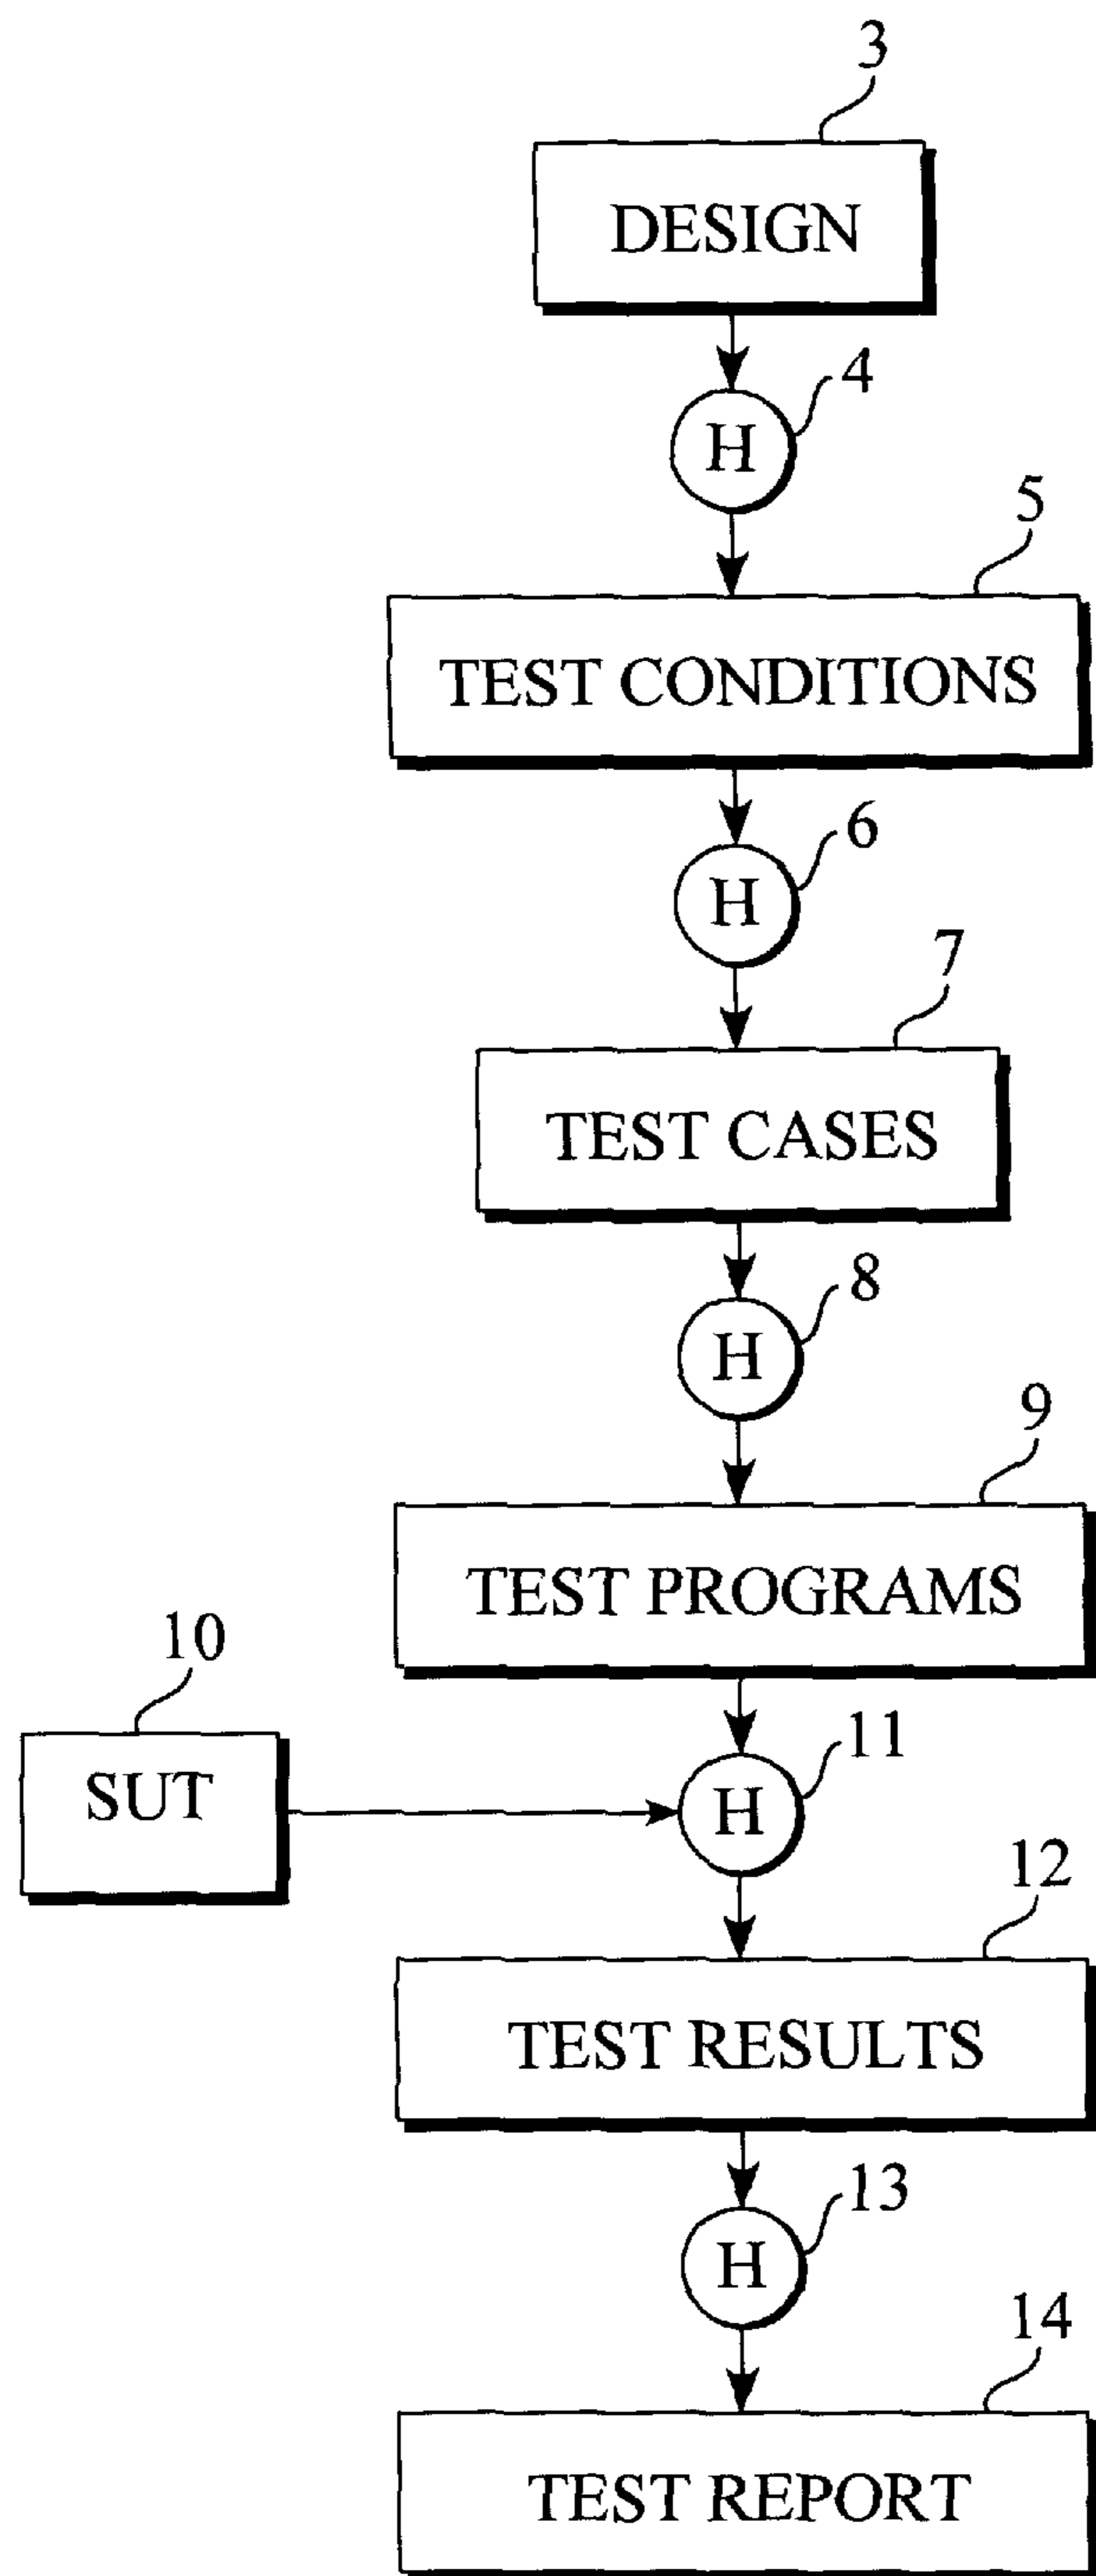 3
DESIGN
4
H
5
TEST CONDITIONS
6
H
7
TEST CASES
8
H
9
TEST PROGRAMS
10
SUT
11
H
12
TEST RESULTS
13
H
14
TEST REPORT